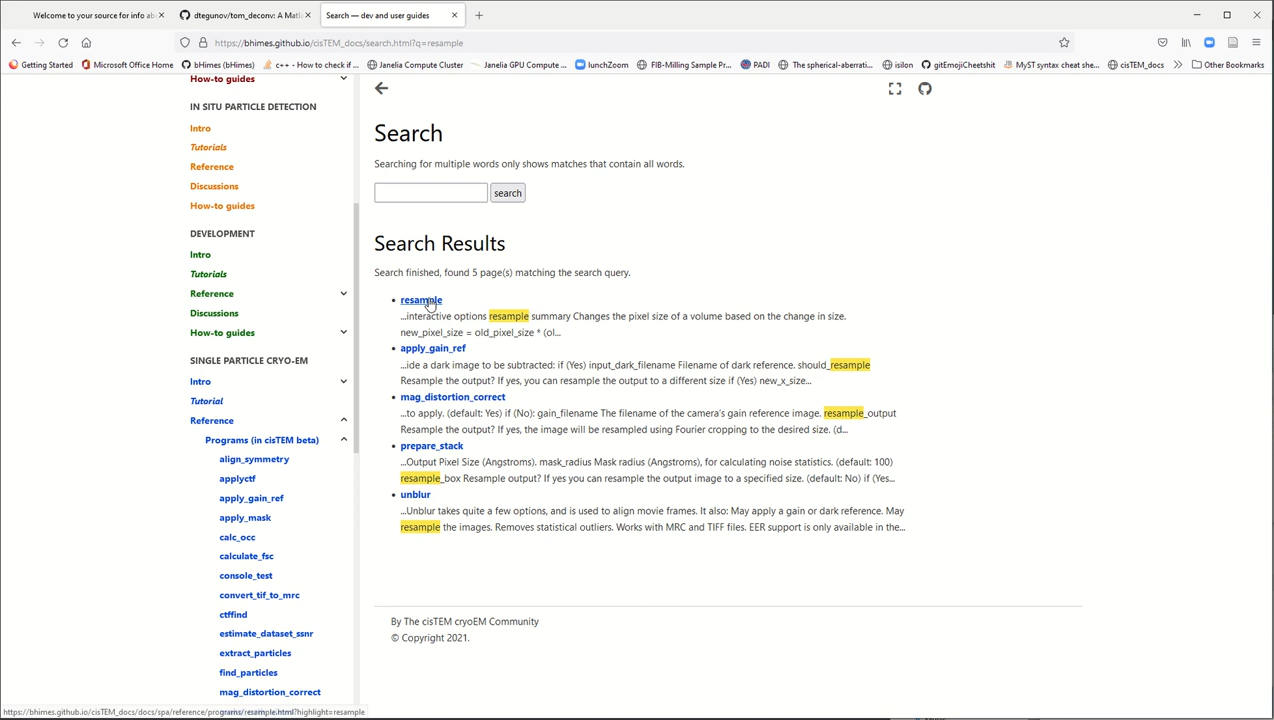 Welcome to your source for info ab
dtegunov/tom_deconv: A Matl
Search — dev and user guides
https://bhimes.github.io/cisTEM_docs/search.html?q=resample
Getting Started
Microsoft Office Home
bHimes (bHimes)
c++ - How to check if ...
Janelia Compute Cluster
Janelia GPU Compute ...
lunchZoom
FIB-Milling Sample Pr...
PADI
The spherical-aberrati...
isilon
gitEmojiCheetshit
MyST syntax cheat she...
cisTEM_docs
Other Bookmarks
How-to guides
IN SITU PARTICLE DETECTION
Intro
Tutorials
Reference
Discussions
How-to guides
DEVELOPMENT
Intro
Tutorials
Reference
Discussions
How-to guides
SINGLE PARTICLE CRYO-EM
Intro
Tutorial
Reference
Programs (in cisTEM beta)
align_symmetry
applyctf
apply_gain_ref
apply_mask
calc_occ
calculate_fsc
console_test
convert_tif_to_mrc
ctffind
estimate_dataset_ssnr
extract_particles
find_particles
mag_distortion_correct
Search
Searching for multiple words only shows matches that contain all words.
search
Search Results
Search finished, found 5 page(s) matching the search query.
• resample
...interactive options resample summary Changes the pixel size of a volume based on the change in size.
new_pixel_size = old_pixel_size * (ol...
• apply_gain_ref
...ide a dark image to be subtracted: if (Yes) input_dark_filename Filename of dark reference. should_resample
Resample the output? If yes, you can resample the output to a different size if (Yes) new_x_size...
• mag_distortion_correct
...to apply. (default: Yes) if (No): gain_filename The filename of the camera's gain reference image. resample_output
Resample the output? If yes, the image will be resampled using Fourier cropping to the desired size. (d...
• prepare_stack
...Output Pixel Size (Angstroms). mask_radius Mask radius (Angstroms), for calculating noise statistics. (default: 100)
resample_box Resample output? If yes you can resample the output image to a specified size. (default: No) if (Yes...
• unblur
...Unblur takes quite a few options, and is used to align movie frames. It also: May apply a gain or dark reference. May
resample the images. Removes statistical outliers. Works with MRC and TIFF files. EER support is only available in the...
By The cisTEM cryoEM Community
© Copyright 2021.
https://bhimes.github.io/cisTEM_docs/docs/spa/reference/programs/resample.html?highlight=resample